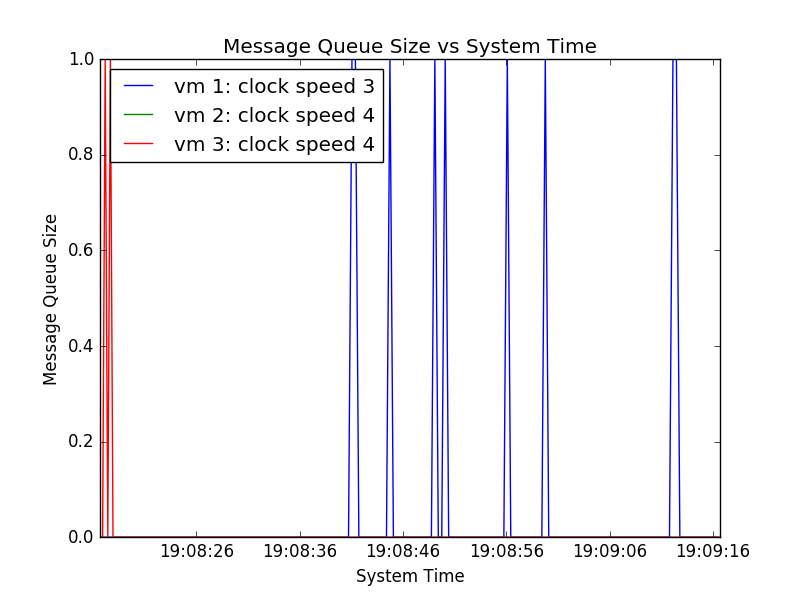 Message Queue Size vs System Time
1.0
0.8
0.6
0.4
0.2
0.0
Message Queue Size
vm 1: clock speed 3
vm 2: clock speed 4
vm 3: clock speed 4
19:08:26 19:08:36 19:08:46 19:08:56 19:09:06 19:09:16
System Time